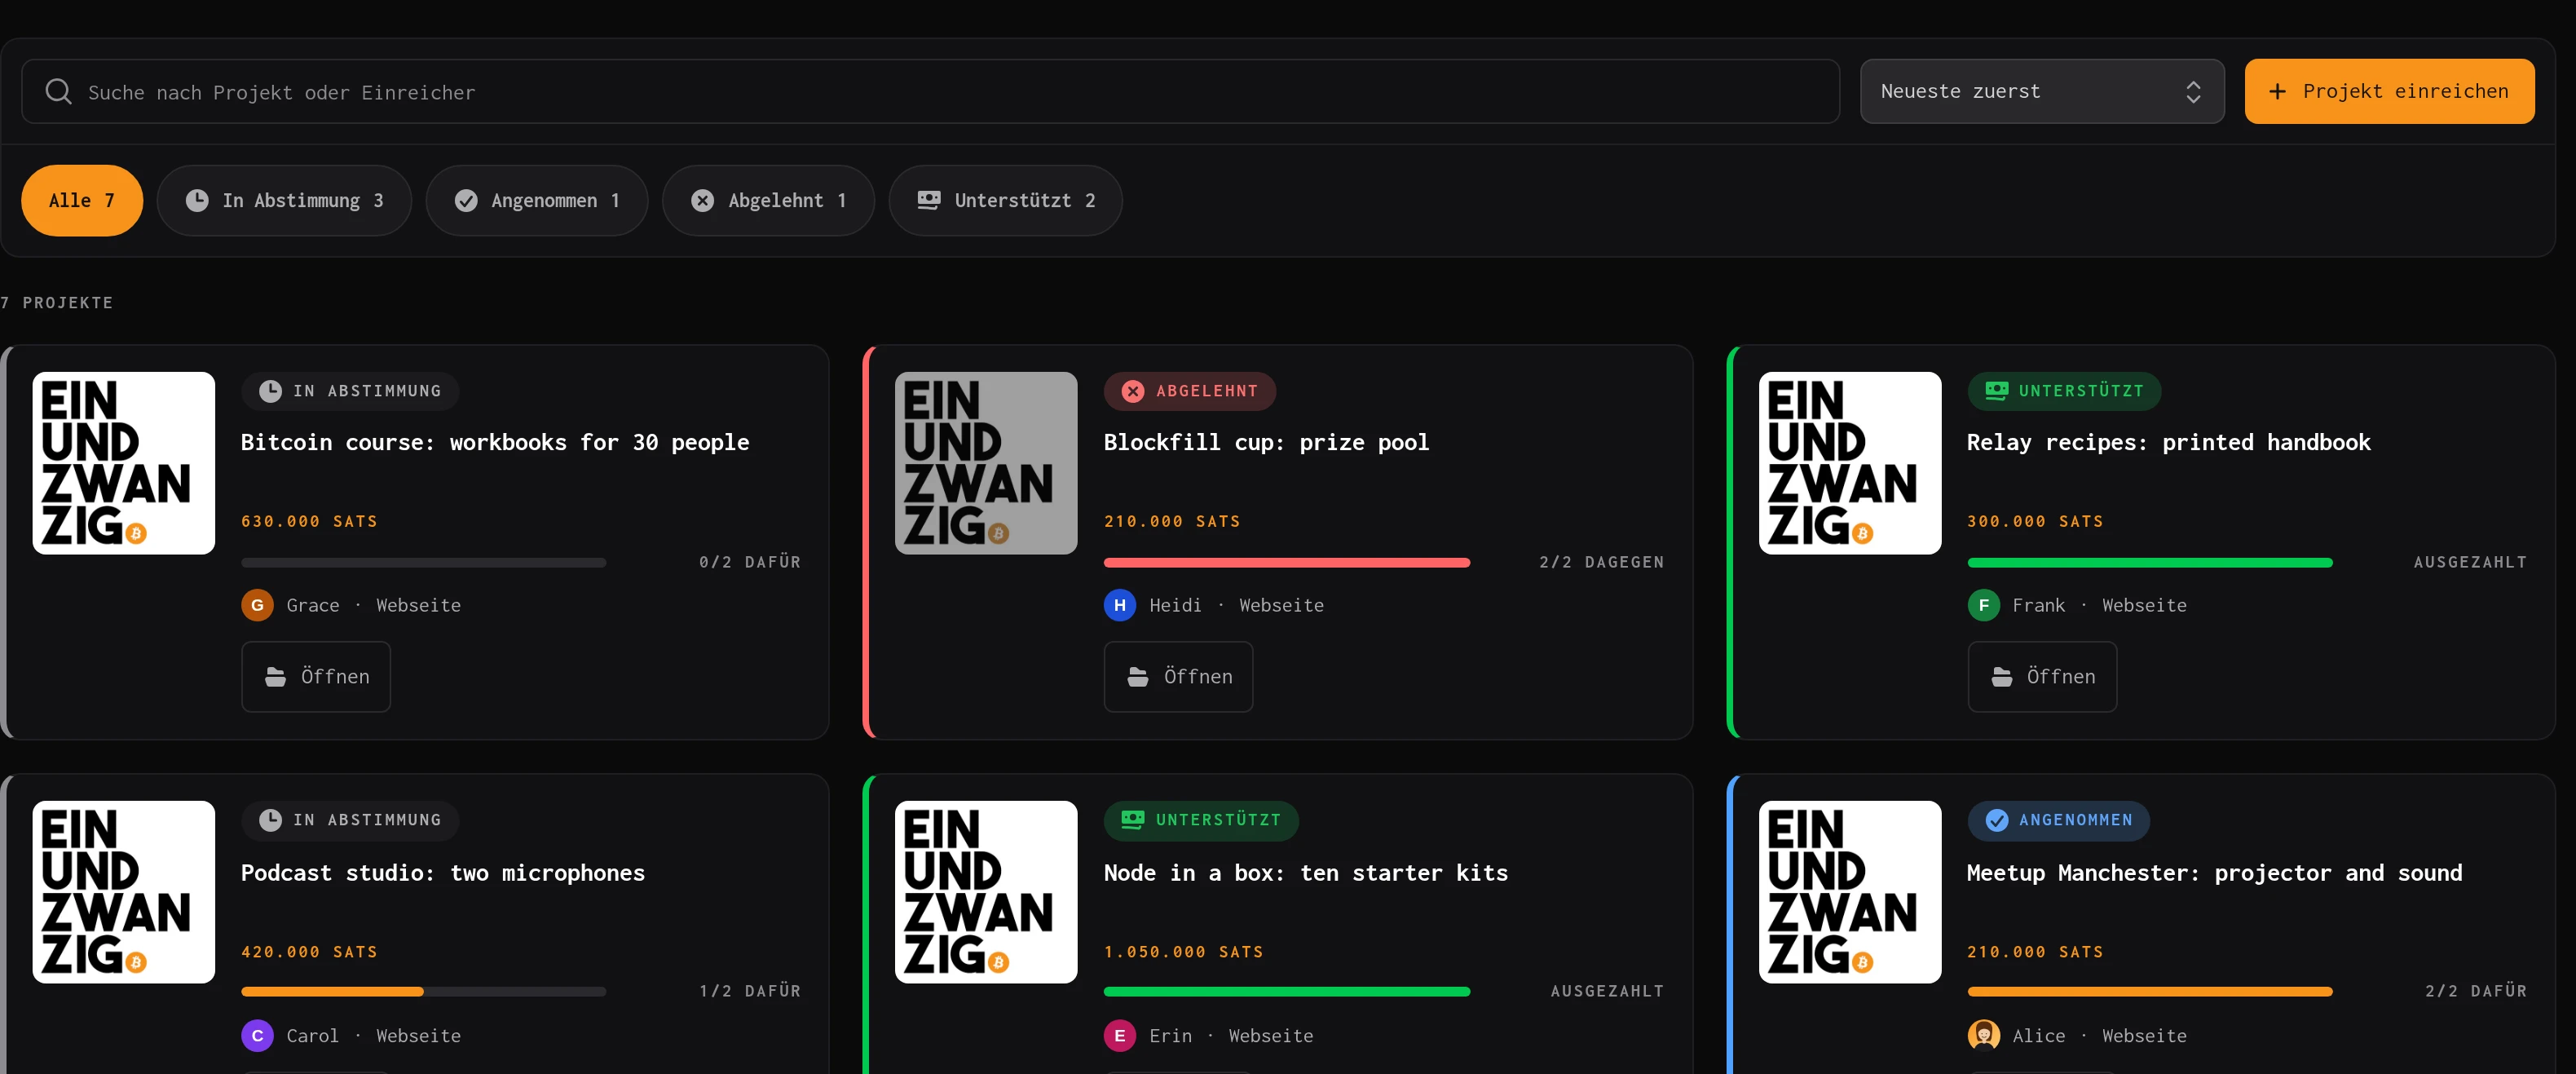 Suche nach Projekt oder Einreicher
Neueste zuerst
+ Projekt einreichen
Alle 7
In Abstimmung 3
Angenommen 1
Abgelehnt 1
Unterstützt 2
7 PROJEKTE
EIN
UND
ZWAN
ZIG
IN ABSTIMMUNG
Bitcoin course: workbooks for 30 people
630.000 SATS
0/2 DAFÜR
G Grace · Webseite
Öffnen
EIN
UND
ZWAN
ZIG
ABGELEHNT
Blockfill cup: prize pool
210.000 SATS
2/2 DAGEGEN
H Heidi · Webseite
Öffnen
EIN
UND
ZWAN
ZIG
UNTERSTÜTZT
Relay recipes: printed handbook
300.000 SATS
AUSGEZAHLT
F Frank · Webseite
Öffnen
EIN
UND
ZWAN
ZIG
IN ABSTIMMUNG
Podcast studio: two microphones
420.000 SATS
1/2 DAFÜR
C Carol · Webseite
EIN
UND
ZWAN
ZIG
UNTERSTÜTZT
Node in a box: ten starter kits
1.050.000 SATS
AUSGEZAHLT
E Erin · Webseite
EIN
UND
ZWAN
ZIG
ANGENOMMEN
Meetup Manchester: projector and sound
210.000 SATS
2/2 DAFÜR
Alice · Webseite